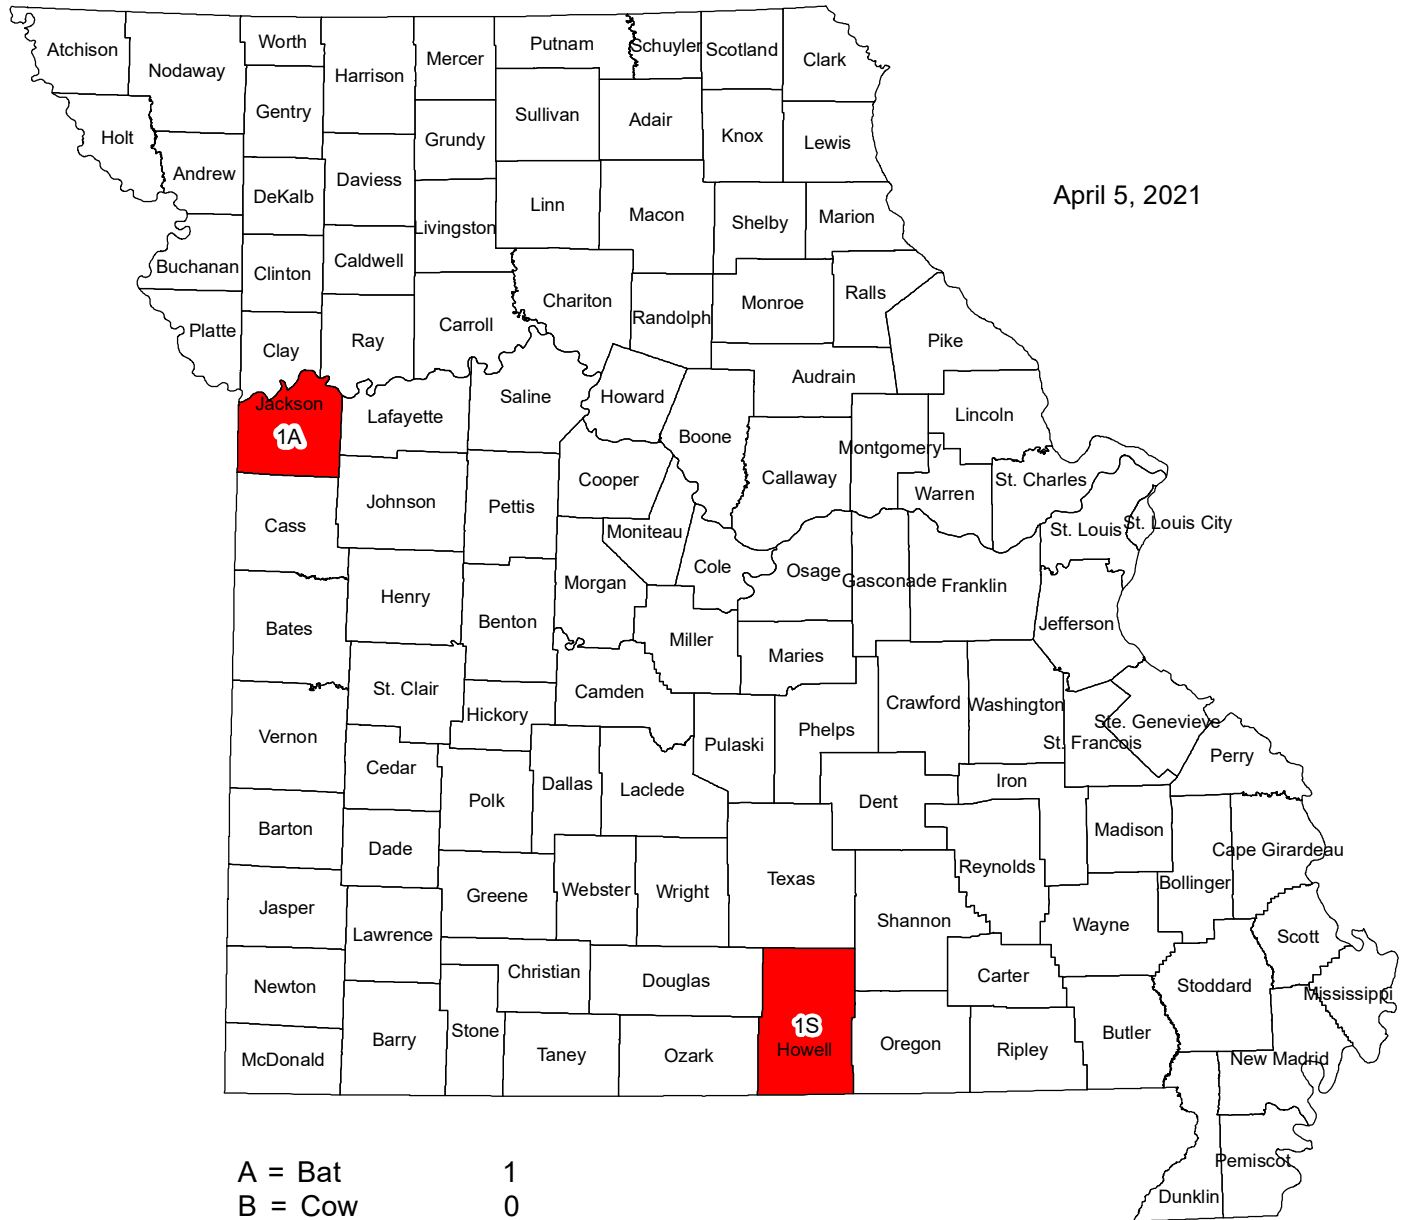 Atchison
Nodaway
Worth
Harrison
Mercer
Putnam
Schuyler
Scotland
Clark
Gentry
Sullivan
Adair
Knox
Lewis
Holt
Grundy
Andrew
DeKalb
Daviess
Linn
Macon
Shelby
Marion
April 5, 2021
Livingston
Buchanan
Clinton
Caldwell
Chariton
Randolph
Monroe
Ralls
Platte
Clay
Ray
Carroll
Pike
Audrain
Jackson
1A
Lafayette
Saline
Howard
Boone
Lincoln
Montgomery
Callaway
Cooper
Warren
St. Charles
Johnson
Pettis
Cass
Moniteau
St. Louis
St. Louis City
Cole
Osage
Gasconade
Franklin
Morgan
Henry
Benton
Bates
Miller
Maries
Jefferson
St. Clair
Camden
Hickory
Crawford
Washington
Ste. Genevieve
St. Francois
Vernon
Pulaski
Phelps
Perry
Cedar
Polk
Dallas
Laclede
Dent
Iron
Barton
Dade
Madison
Cape Girardeau
Reynolds
Texas
Bollinger
Jasper
Greene
Webster
Wright
Shannon
Wayne
Lawrence
Scott
Christian
Douglas
Carter
Stoddard
Mississippi
Newton
1S
Howell
Stone
Barry
Taney
Ozark
Oregon
Ripley
Butler
McDonald
New Madrid
Pemiscot
Dunklin
A = Bat 1
B = Cow 0